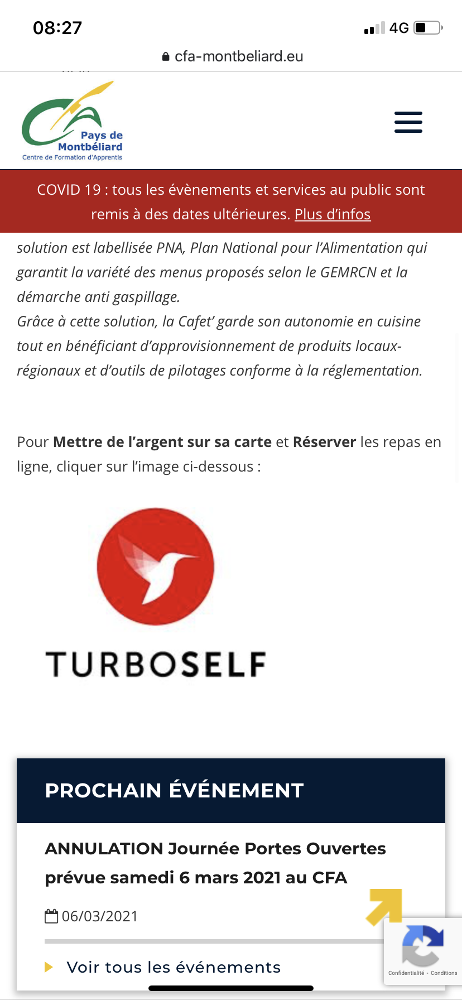 08:27
4G
cfa-montbeliard.eu
Pays de
Montbéliard
Centre de Formation d'Apprentis
COVID 19 : tous les évènements et services au public sont
remis à des dates ultérieures. Plus d’infos
solution est labellisée PNA, Plan National pour l’Alimentation qui
garantit la variété des menus proposés selon le GEMRCN et la
démarche anti gaspillage.
Grâce à cette solution, la Cafet’ garde son autonomie en cuisine
tout en bénéficiant d’approvisionnement de produits locaux-
régionaux et d’outils de pilotages conforme à la réglementation.
Pour Mettre de l’argent sur sa carte et Réserver les repas en
ligne, cliquer sur l’image ci-dessous :
TURBOSELF
PROCHAIN ÉVÉNEMENT
ANNULATION Journée Portes Ouvertes
prévue samedi 6 mars 2021 au CFA
06/03/2021
Voir tous les événements
Confidentialité - Conditions